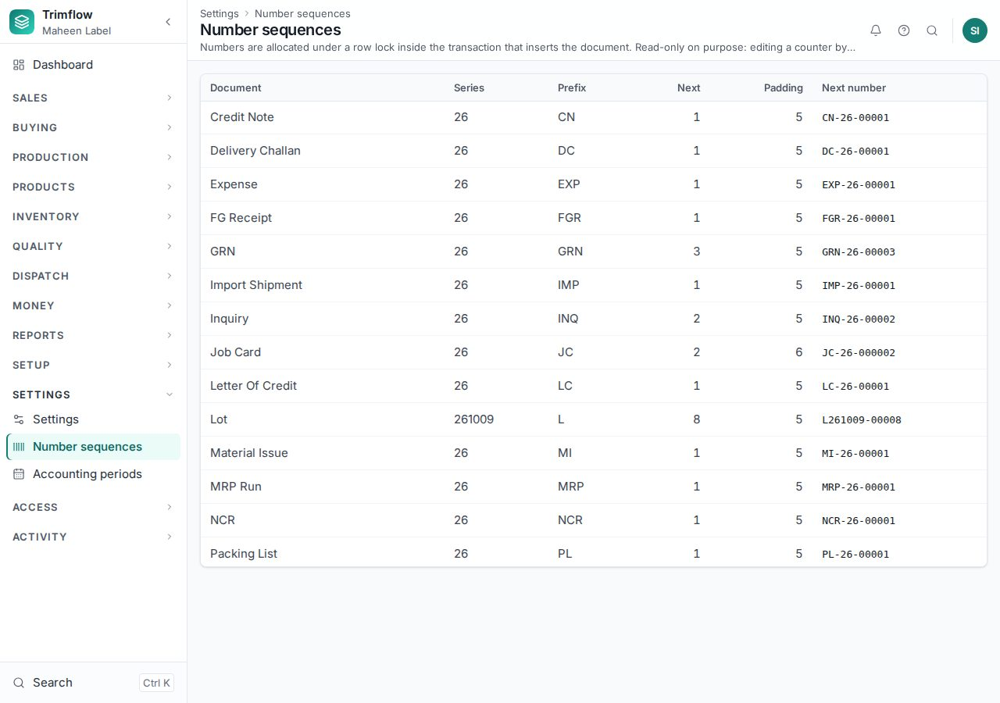 Trimflow
Maheen Label
Dashboard
SALES
BUYING
PRODUCTION
PRODUCTS
INVENTORY
QUALITY
DISPATCH
MONEY
REPORTS
SETUP
SETTINGS
Settings
Number sequences
Accounting periods
ACCESS
ACTIVITY
Search Ctrl K
Settings > Number sequences
Number sequences
Numbers are allocated under a row lock inside the transaction that inserts the document. Read-only on purpose: editing a counter by…
SI
Document Series Prefix Next Padding Next number
Credit Note 26 CN 1 5 CN-26-00001
Delivery Challan 26 DC 1 5 DC-26-00001
Expense 26 EXP 1 5 EXP-26-00001
FG Receipt 26 FGR 1 5 FGR-26-00001
GRN 26 GRN 3 5 GRN-26-00003
Import Shipment 26 IMP 1 5 IMP-26-00001
Inquiry 26 INQ 2 5 INQ-26-00002
Job Card 26 JC 2 6 JC-26-000002
Letter Of Credit 26 LC 1 5 LC-26-00001
Lot 261009 L 8 5 L261009-00008
Material Issue 26 MI 1 5 MI-26-00001
MRP Run 26 MRP 1 5 MRP-26-00001
NCR 26 NCR 1 5 NCR-26-00001
Packing List 26 PL 1 5 PL-26-00001